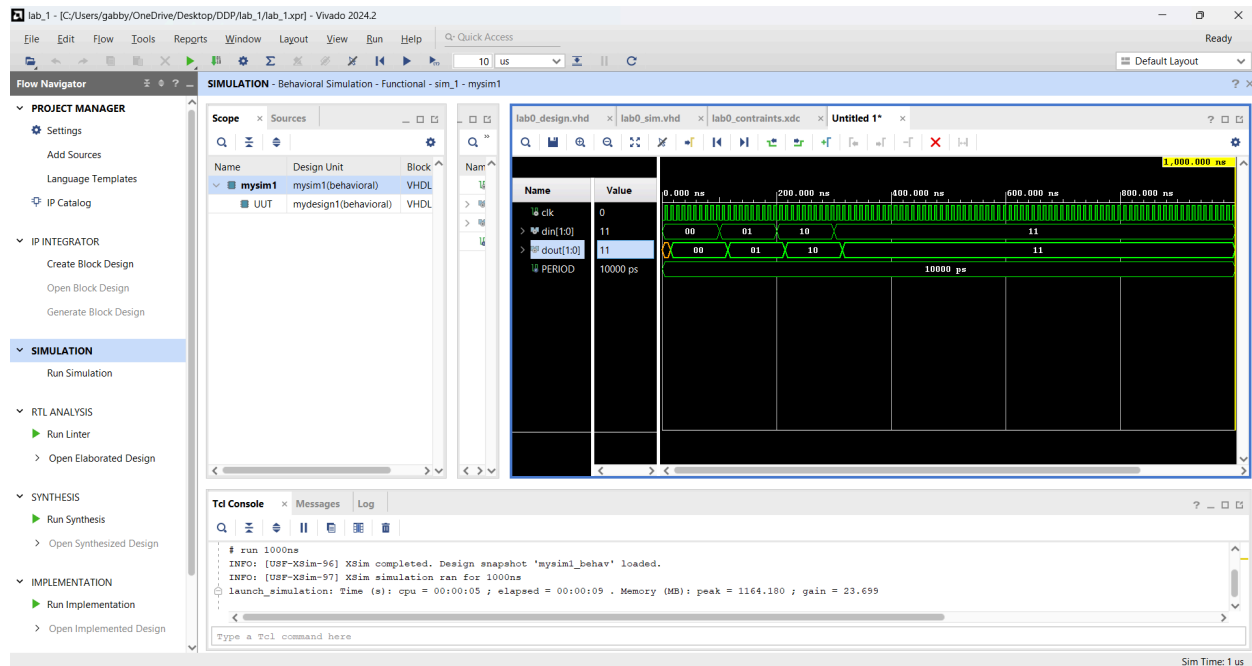 lab_1 - [C:/Users/gabby/OneDrive/Desktop/DDP/lab_1/lab_1.xpr] - Vivado 2024.2
File Edit Flow Tools Reports Window Layout View Run Help Q- Quick Access Ready
10 us Default Layout
Flow Navigator ? SIMULATION - Behavioral Simulation - Functional - sim_1 - mysim1 ? ×
PROJECT MANAGER
Settings
Add Sources
Language Templates
IP Catalog
IP INTEGRATOR
Create Block Design
Open Block Design
Generate Block Design
SIMULATION
Run Simulation
RTL ANALYSIS
Run Linter
Open Elaborated Design
SYNTHESIS
Run Synthesis
Open Synthesized Design
IMPLEMENTATION
Run Implementation
Open Implemented Design
Scope × Sources
Name Design Unit Block
mysim1 mysim1(behavioral) VHDL
UUT mydesign1(behavioral) VHDL
Nam
lab0_design.vhd × lab0_sim.vhd × lab0_contraints.xdc × Untitled 1* × ?
1,000.000 ns
Name Value 0.000 ns 200.000 ns 400.000 ns 600.000 ns 800.000 ns
clk 0
din[1:0] 11 00 01 10 11
dout[1:0] 11 00 01 10 11
PERIOD 10000 ps 10000 ps
Tcl Console × Messages Log ?
# run 1000ns
INFO: [USF-XSim-96] XSim completed. Design snapshot 'mysim1_behav' loaded.
INFO: [USF-XSim-97] XSim simulation ran for 1000ns
launch_simulation: Time (s): cpu = 00:00:05 ; elapsed = 00:00:09 . Memory (MB): peak = 1164.180 ; gain = 23.699
Type a Tcl command here
Sim Time: 1 us